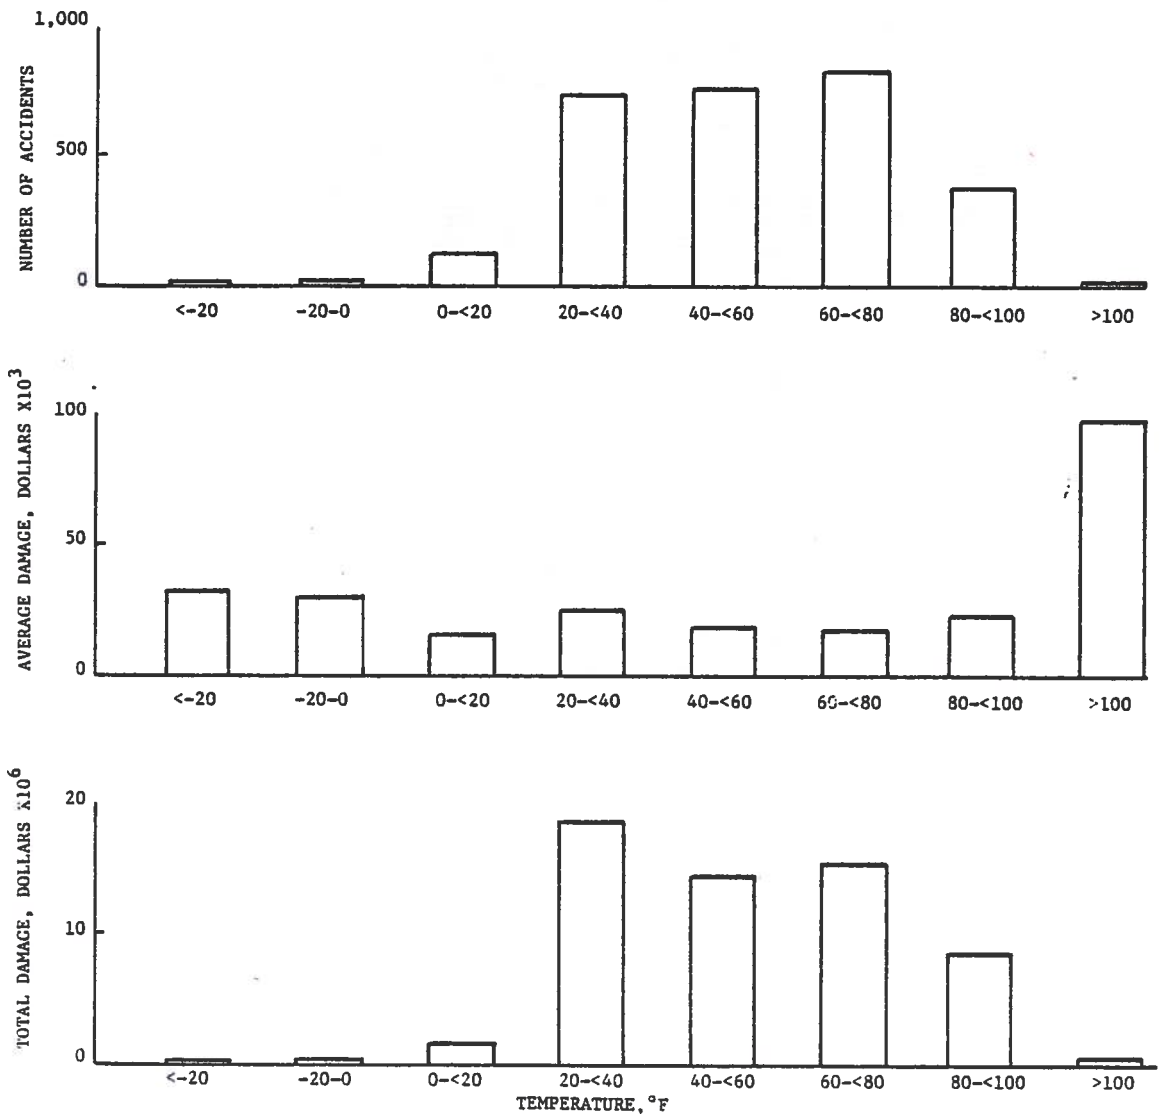 NUMBER OF ACCIDENTS
1,000
500
0
<-20 -20-0 0-<20 20-<40 40-<60 60-<80 80-<100 >100
AVERAGE DAMAGE, DOLLARS X10³
100
50
0
<-20 -20-0 0-<20 20-<40 40-<60 60-<80 80-<100 >100
TOTAL DAMAGE, DOLLARS X10⁶
20
10
0
<-20 -20-0 0-<20 20-<40 40-<60 60-<80 80-<100 >100
TEMPERATURE, °F